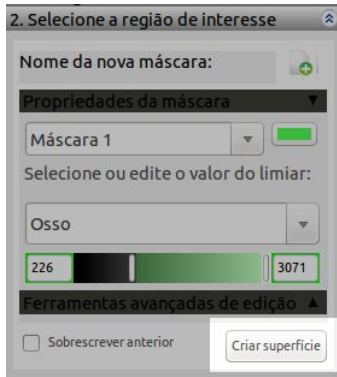 2. Selecione a região de interesse
Nome da nova máscara:
Propriedades da máscara
Máscara 1
Selecione ou edite o valor do limiar:
Osso
226 3071
Ferramentas avançadas de edição
Sobrescrever anterior Criar superfície